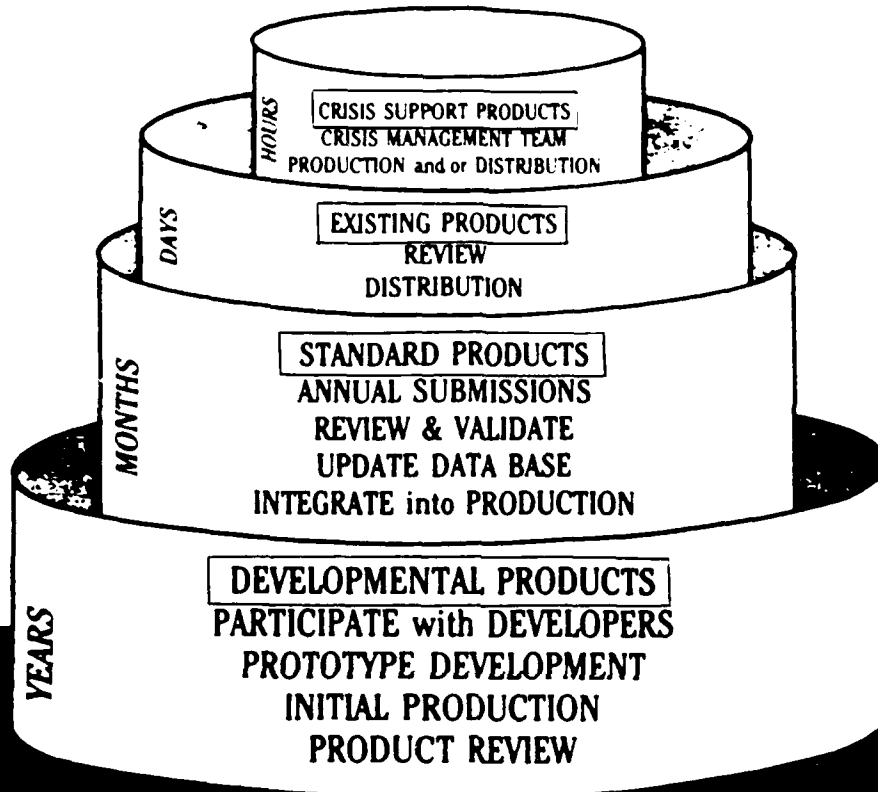 HOURS
CRISIS SUPPORT PRODUCTS
CRISIS MANAGEMENT TEAM
PRODUCTION and or DISTRIBUTION
DAYS
EXISTING PRODUCTS
REVIEW
DISTRIBUTION
MONTHS
STANDARD PRODUCTS
ANNUAL SUBMISSIONS
REVIEW & VALIDATE
UPDATE DATA BASE
INTEGRATE into PRODUCTION
YEARS
DEVELOPMENTAL PRODUCTS
PARTICIPATE with DEVELOPERS
PROTOTYPE DEVELOPMENT
INITIAL PRODUCTION
PRODUCT REVIEW